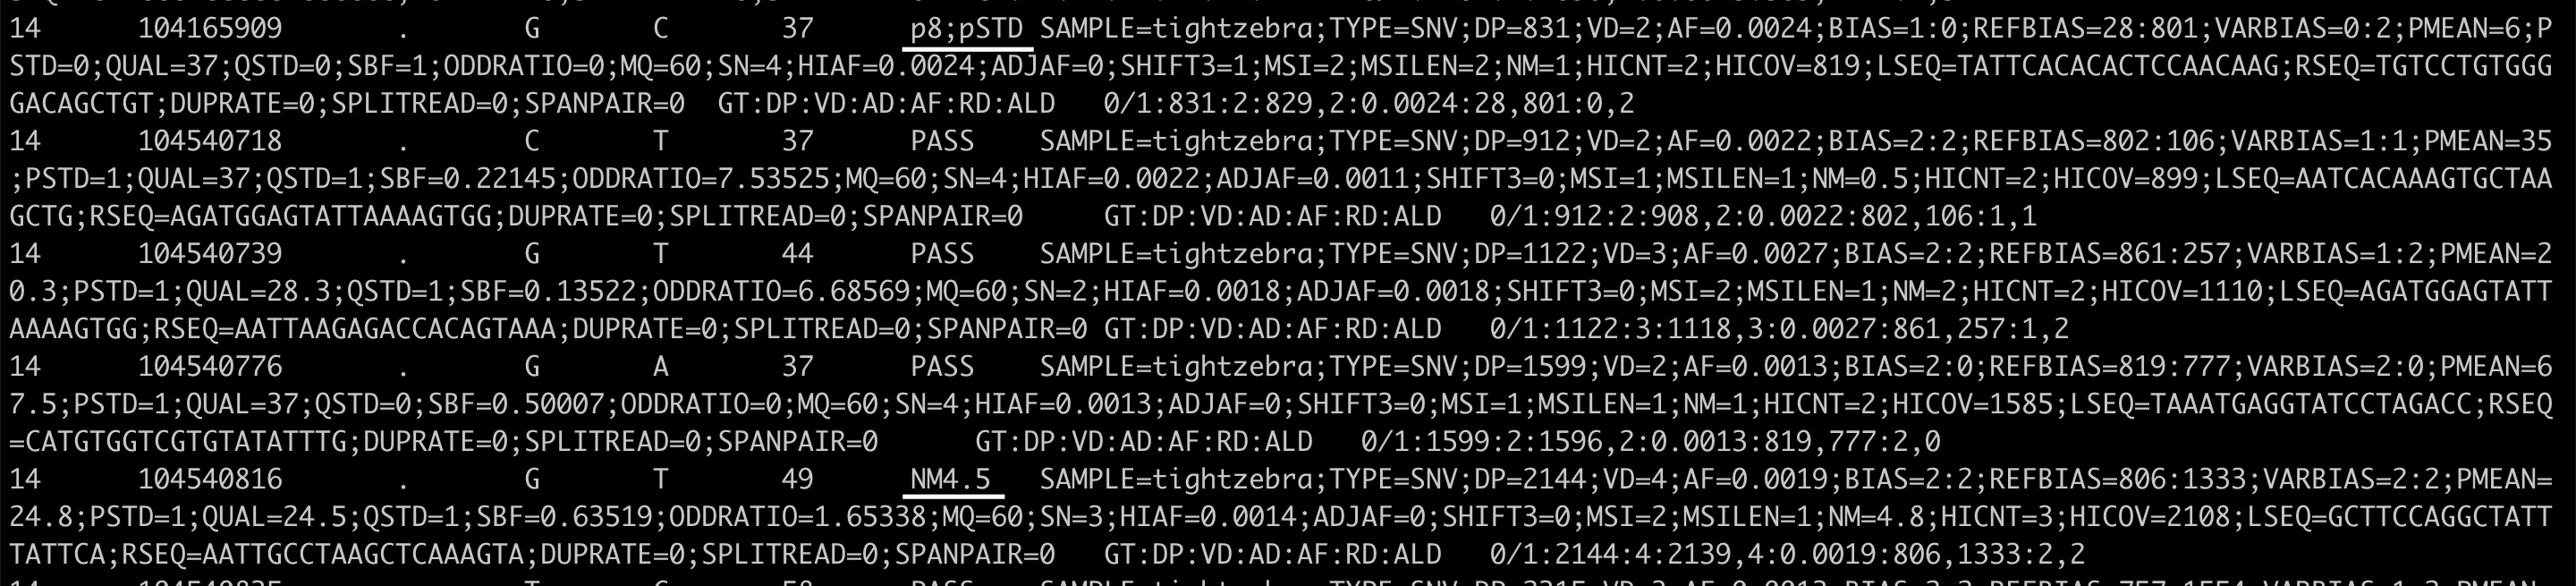 14 104165909 . G C 37 p8;pSTD SAMPLE=tightzebra;TYPE=SNV;DP=831;VD=2;AF=0.0024;BIAS=1:0;REFBIAS=28:801;VARBIAS=0:2;PMEAN=6;P
STD=0;QUAL=37;QSTD=0;SBF=1;ODDRATIO=0;MQ=60;SN=4;HIAF=0.0024;ADJAF=0;SHIFT3=1;MSI=2;MSILEN=2;NM=1;HICNT=2;HICOV=819;LSEQ=TATTCACACACTCCAACAAG;RSEQ=TGTCCTGTGGG
GACAGCTGT;DUPRATE=0;SPLITREAD=0;SPANPAIR=0 GT:DP:VD:AD:AF:RD:ALD 0/1:831:2:829,2:0.0024:28,801:0,2
14 104540718 . C T 37 PASS SAMPLE=tightzebra;TYPE=SNV;DP=912;VD=2;AF=0.0022;BIAS=2:2;REFBIAS=802:106;VARBIAS=1:1;PMEAN=35
;PSTD=1;QUAL=37;QSTD=1;SBF=0.22145;ODDRATIO=7.53525;MQ=60;SN=4;HIAF=0.0022;ADJAF=0.0011;SHIFT3=0;MSI=1;MSILEN=1;NM=0.5;HICNT=2;HICOV=899;LSEQ=AATCACAAAGTGCTAA
GCTG;RSEQ=AGATGGAGTATTAAAAGTGG;DUPRATE=0;SPLITREAD=0;SPANPAIR=0 GT:DP:VD:AD:AF:RD:ALD 0/1:912:2:908,2:0.0022:802,106:1,1
14 104540739 . G T 44 PASS SAMPLE=tightzebra;TYPE=SNV;DP=1122;VD=3;AF=0.0027;BIAS=2:2;REFBIAS=861:257;VARBIAS=1:2;PMEAN=2
0.3;PSTD=1;QUAL=28.3;QSTD=1;SBF=0.13522;ODDRATIO=6.68569;MQ=60;SN=2;HIAF=0.0018;ADJAF=0.0018;SHIFT3=0;MSI=2;MSILEN=1;NM=2;HICNT=2;HICOV=1110;LSEQ=AGATGGAGTATT
AAAAGTGG;RSEQ=AATTAAGAGACCACAGTAAA;DUPRATE=0;SPLITREAD=0;SPANPAIR=0 GT:DP:VD:AD:AF:RD:ALD 0/1:1122:3:1118,3:0.0027:861,257:1,2
14 104540776 . G A 37 PASS SAMPLE=tightzebra;TYPE=SNV;DP=1599;VD=2;AF=0.0013;BIAS=2:0;REFBIAS=819:777;VARBIAS=2:0;PMEAN=6
7.5;PSTD=1;QUAL=37;QSTD=0;SBF=0.50007;ODDRATIO=0;MQ=60;SN=4;HIAF=0.0013;ADJAF=0;SHIFT3=0;MSI=1;MSILEN=1;NM=1;HICNT=2;HICOV=1585;LSEQ=TAAATGAGGTATCCTAGACC;RSEQ
=CATGTGGTCGTGTATATTTG;DUPRATE=0;SPLITREAD=0;SPANPAIR=0 GT:DP:VD:AD:AF:RD:ALD 0/1:1599:2:1596,2:0.0013:819,777:2,0
14 104540816 . G T 49 NM4.5 SAMPLE=tightzebra;TYPE=SNV;DP=2144;VD=4;AF=0.0019;BIAS=2:2;REFBIAS=806:1333;VARBIAS=2:2;PMEAN=
24.8;PSTD=1;QUAL=24.5;QSTD=1;SBF=0.63519;ODDRATIO=1.65338;MQ=60;SN=3;HIAF=0.0014;ADJAF=0;SHIFT3=0;MSI=2;MSILEN=1;NM=4.8;HICNT=3;HICOV=2108;LSEQ=GCTTCCAGGCTATT
TATTCA;RSEQ=AATTGCCTAAGCTCAAAGTA;DUPRATE=0;SPLITREAD=0;SPANPAIR=0 GT:DP:VD:AD:AF:RD:ALD 0/1:2144:4:2139,4:0.0019:806,1333:2,2